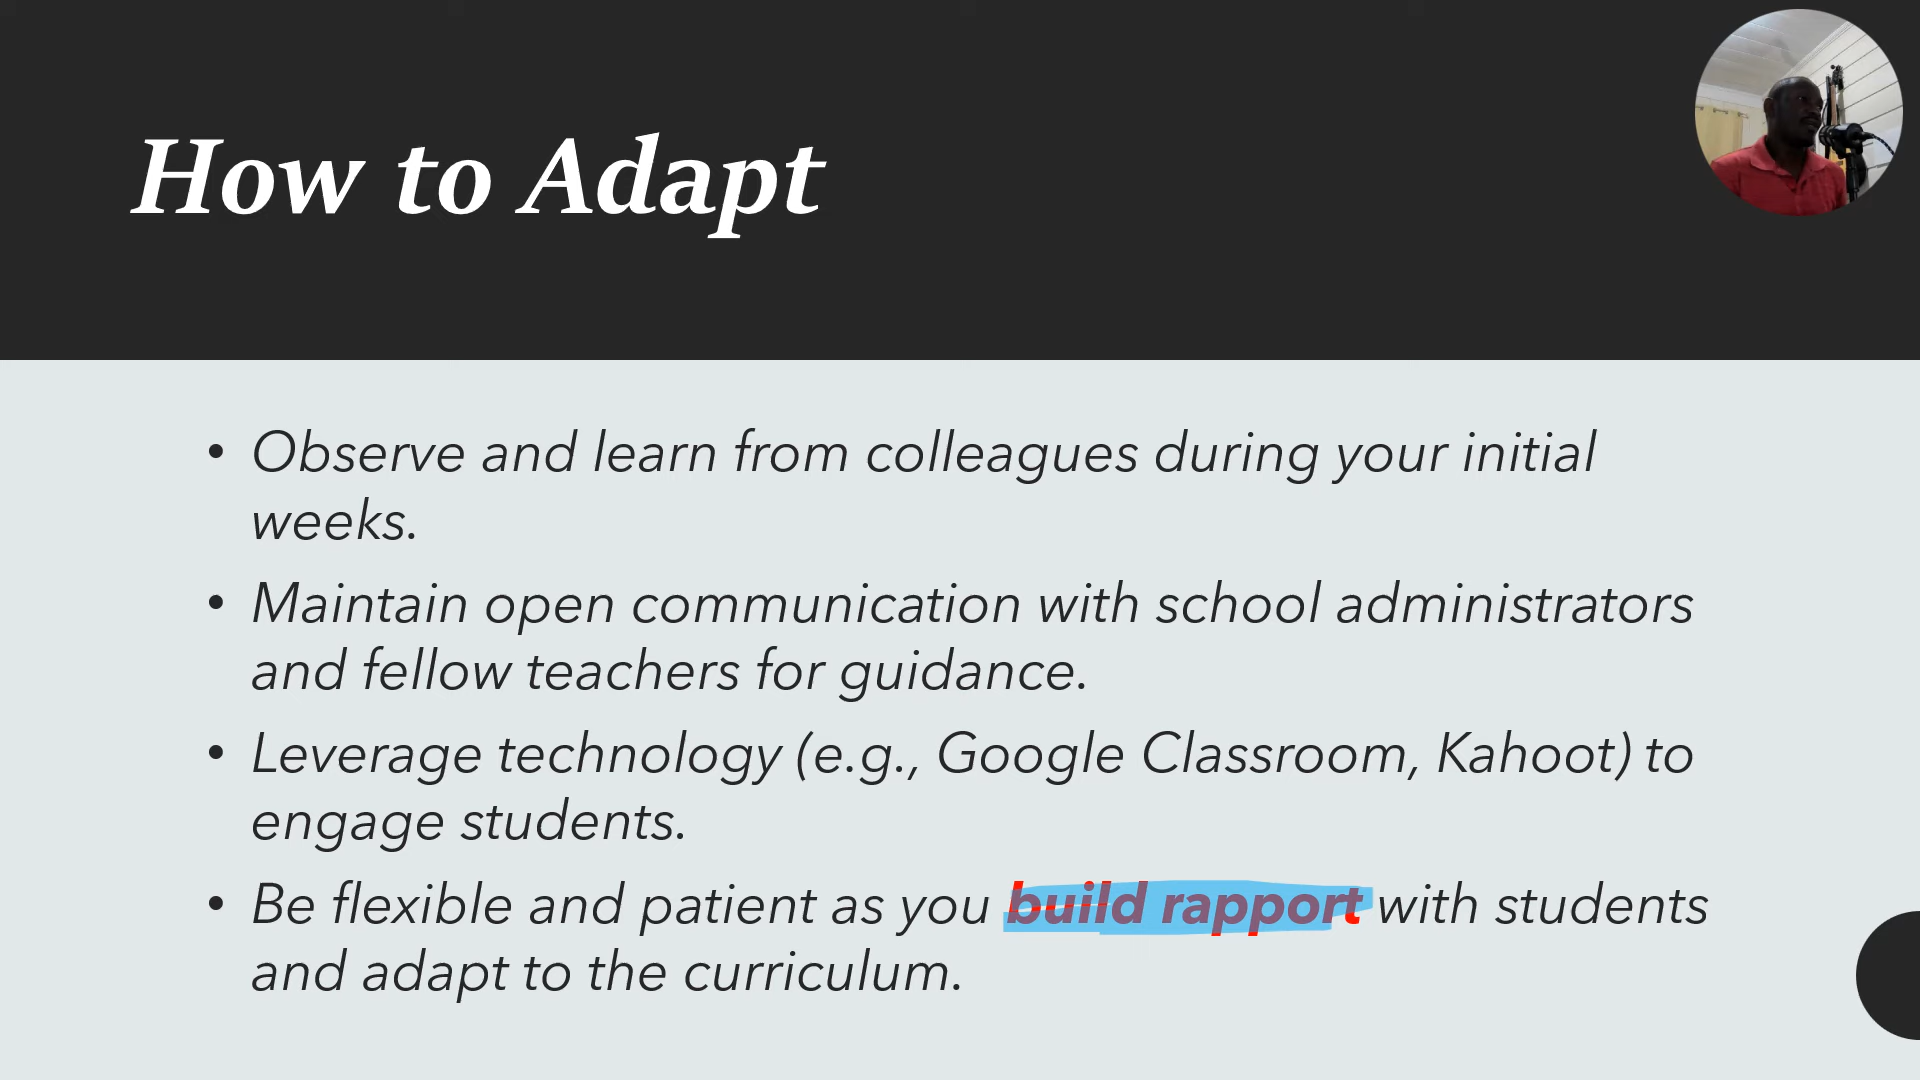 How to Adapt
• Observe and learn from colleagues during your initial
weeks.
• Maintain open communication with school administrators
and fellow teachers for guidance.
• Leverage technology (e.g., Google Classroom, Kahoot) to
engage students.
• Be flexible and patient as you build rapport with students
and adapt to the curriculum.